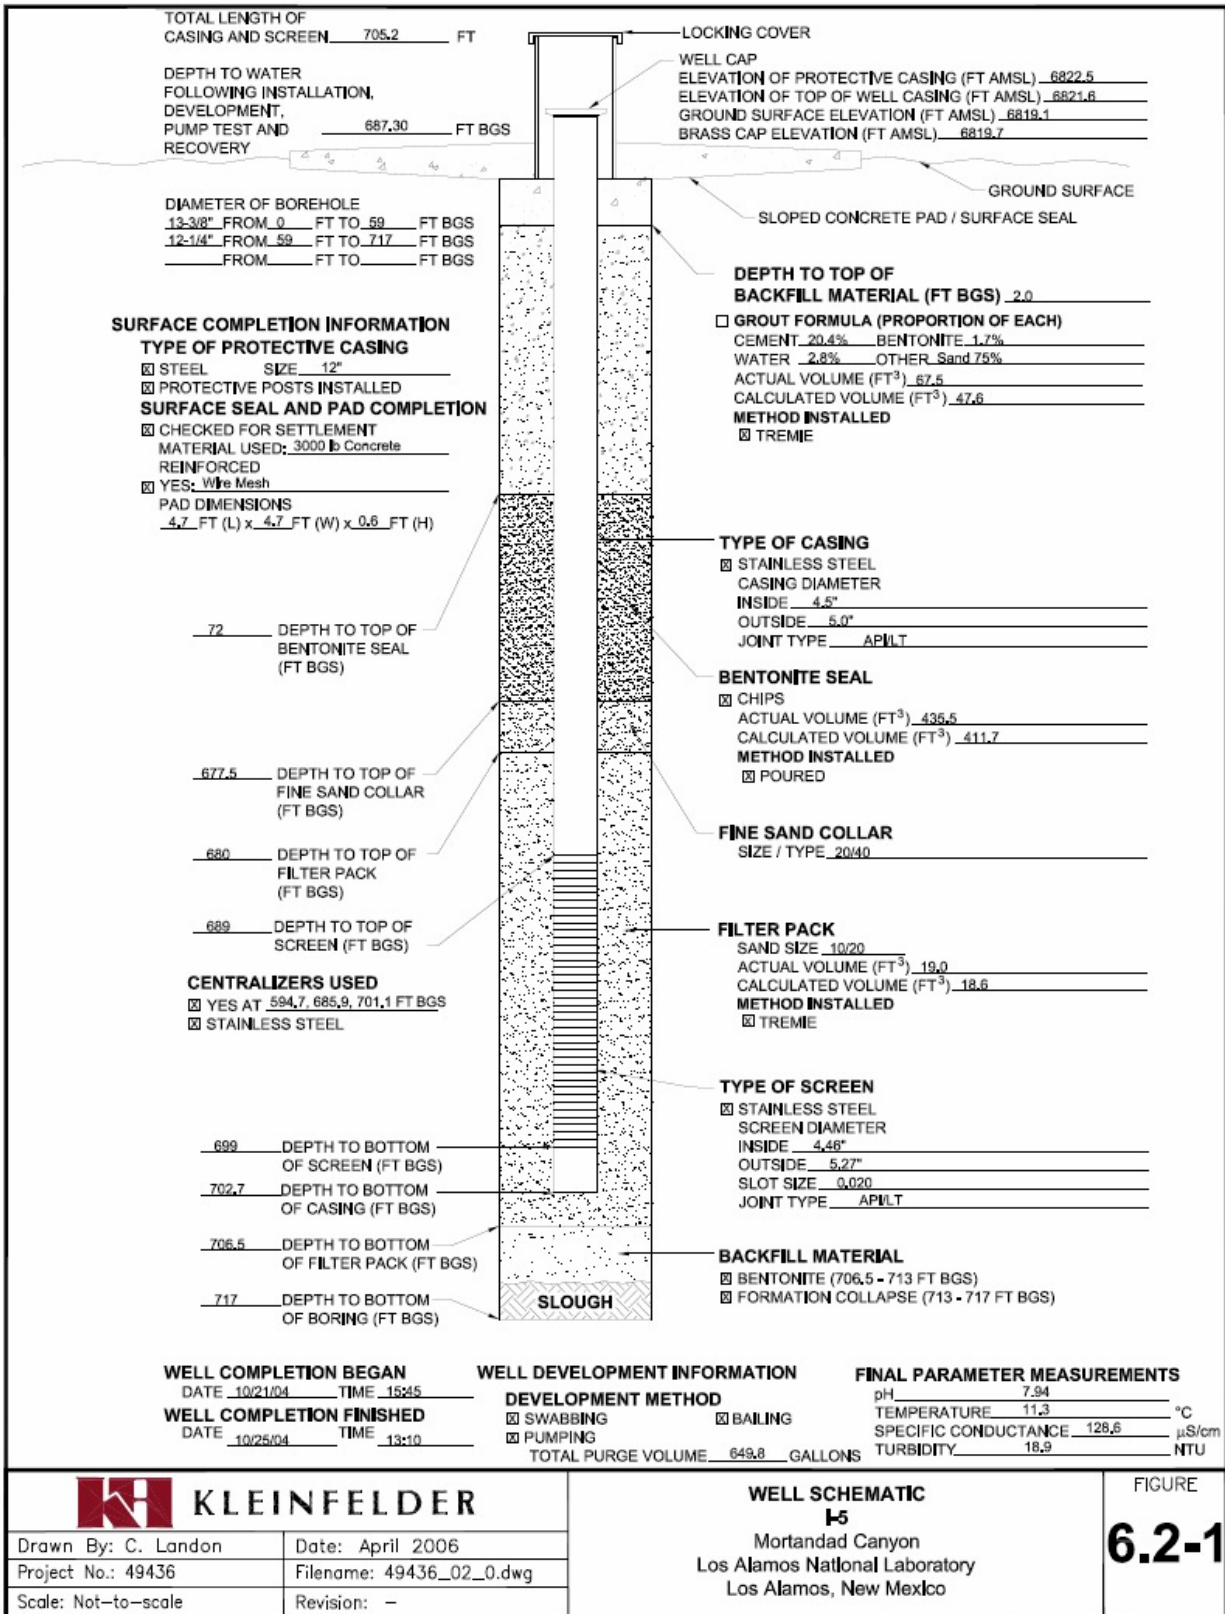 TOTAL LENGTH OF
CASING AND SCREEN 705.2 FT
DEPTH TO WATER
FOLLOWING INSTALLATION,
DEVELOPMENT,
PUMP TEST AND 687.30 FT BGS
RECOVERY
LOCKING COVER
WELL CAP
ELEVATION OF PROTECTIVE CASING (FT AMSL) 6822.5
ELEVATION OF TOP OF WELL CASING (FT AMSL) 6821.6
GROUND SURFACE ELEVATION (FT AMSL) 6819.1
BRASS CAP ELEVATION (FT AMSL) 6819.7
GROUND SURFACE
SLOPED CONCRETE PAD / SURFACE SEAL
DIAMETER OF BOREHOLE
13-3/8" FROM 0 FT TO 59 FT BGS
12-1/4" FROM 59 FT TO 717 FT BGS
FROM FT TO FT BGS
SURFACE COMPLETION INFORMATION
TYPE OF PROTECTIVE CASING
☒ STEEL SIZE 12"
☒ PROTECTIVE POSTS INSTALLED
SURFACE SEAL AND PAD COMPLETION
☒ CHECKED FOR SETTLEMENT
MATERIAL USED: 3000 lb Concrete
REINFORCED
☒ YES: Wire Mesh
PAD DIMENSIONS
4.7 FT (L) x 4.7 FT (W) x 0.6 FT (H)
DEPTH TO TOP OF
BACKFILL MATERIAL (FT BGS) 2.0
☐ GROUT FORMULA (PROPORTION OF EACH)
CEMENT 20.4% BENTONITE 1.7%
WATER 2.8% OTHER Sand 75%
ACTUAL VOLUME (FT³) 67.5
CALCULATED VOLUME (FT³) 47.6
METHOD INSTALLED
☒ TREMIE
TYPE OF CASING
☒ STAINLESS STEEL
CASING DIAMETER
INSIDE 4.5"
OUTSIDE 5.0"
JOINT TYPE API/LT
BENTONITE SEAL
☒ CHIPS
ACTUAL VOLUME (FT³) 435.5
CALCULATED VOLUME (FT³) 411.7
METHOD INSTALLED
☒ POURED
FINE SAND COLLAR
SIZE / TYPE 20/40
FILTER PACK
SAND SIZE 10/20
ACTUAL VOLUME (FT³) 19.0
CALCULATED VOLUME (FT³) 18.6
METHOD INSTALLED
☒ TREMIE
TYPE OF SCREEN
☒ STAINLESS STEEL
SCREEN DIAMETER
INSIDE 4.46"
OUTSIDE 5.27"
SLOT SIZE 0.020
JOINT TYPE API/LT
BACKFILL MATERIAL
☒ BENTONITE (706.5 - 713 FT BGS)
☒ FORMATION COLLAPSE (713 - 717 FT BGS)
72 DEPTH TO TOP OF
BENTONITE SEAL
(FT BGS)
677.5 DEPTH TO TOP OF
FINE SAND COLLAR
(FT BGS)
680 DEPTH TO TOP OF
FILTER PACK
(FT BGS)
689 DEPTH TO TOP OF
SCREEN (FT BGS)
CENTRALIZERS USED
☒ YES AT 594.7, 685.9, 701.1 FT BGS
☒ STAINLESS STEEL
699 DEPTH TO BOTTOM
OF SCREEN (FT BGS)
702.7 DEPTH TO BOTTOM
OF CASING (FT BGS)
706.5 DEPTH TO BOTTOM
OF FILTER PACK (FT BGS)
717 DEPTH TO BOTTOM
OF BORING (FT BGS)
SLOUGH
WELL COMPLETION BEGAN
DATE 10/21/04 TIME 15:45
WELL COMPLETION FINISHED
DATE 10/25/04 TIME 13:10
WELL DEVELOPMENT INFORMATION
DEVELOPMENT METHOD
☒ SWABBING ☒ BAILING
☒ PUMPING
TOTAL PURGE VOLUME 649.8 GALLONS
FINAL PARAMETER MEASUREMENTS
pH 7.94
TEMPERATURE 11.3 °C
SPECIFIC CONDUCTANCE 128.6 µS/cm
TURBIDITY 18.9 NTU
KLEINFELDER
Drawn By: C. Landon Date: April 2006
Project No.: 49436 Filename: 49436_02_0.dwg
Scale: Not-to-scale Revision: -
WELL SCHEMATIC
I-5
Mortandad Canyon
Los Alamos National Laboratory
Los Alamos, New Mexico
FIGURE
6.2-1